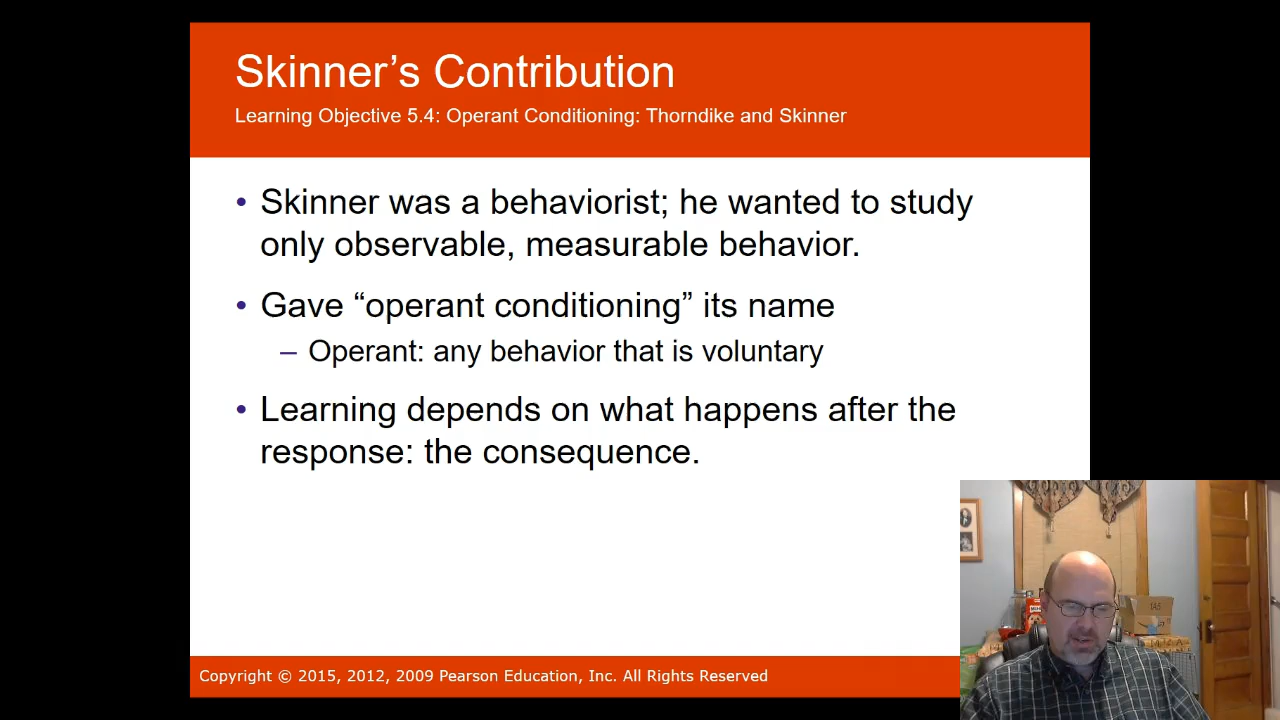 Skinner’s Contribution
Learning Objective 5.4: Operant Conditioning: Thorndike and Skinner
• Skinner was a behaviorist; he wanted to study
only observable, measurable behavior.
• Gave “operant conditioning” its name
– Operant: any behavior that is voluntary
• Learning depends on what happens after the
response: the consequence.
Copyright © 2015, 2012, 2009 Pearson Education, Inc. All Rights Reserved